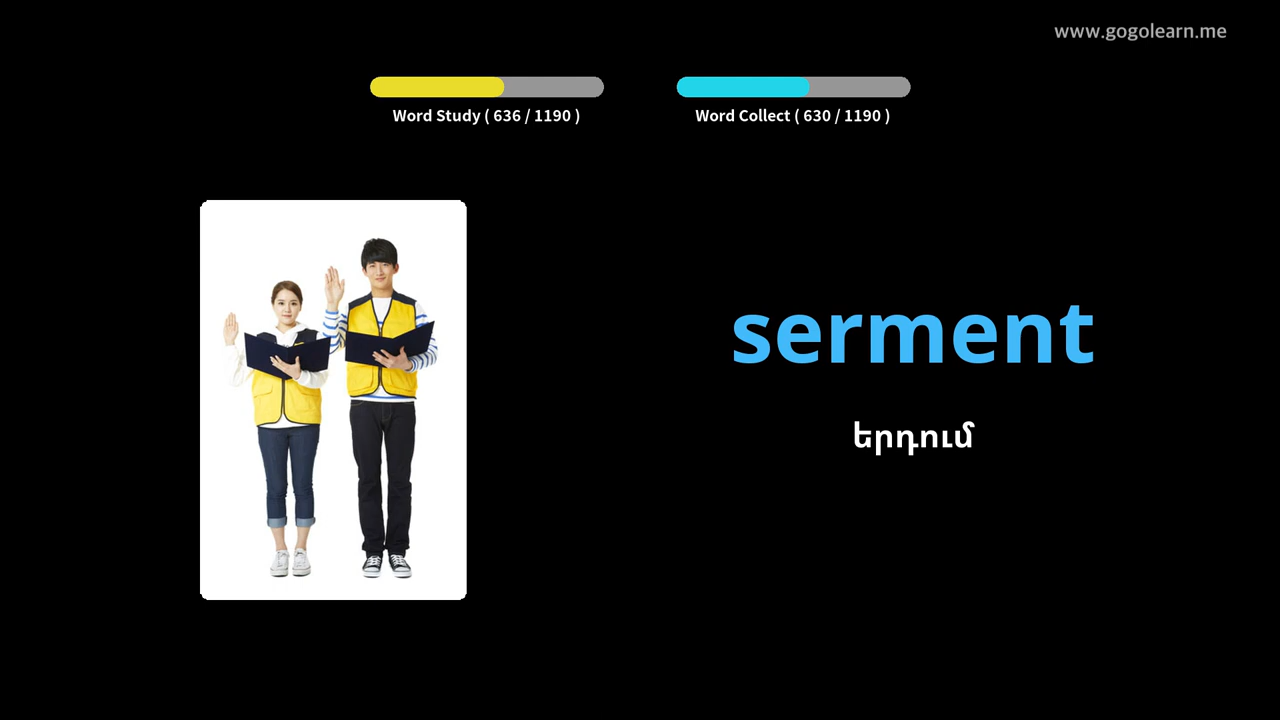 www.gogolearn.me
Word Study ( 636 / 1190 )
Word Collect ( 630 / 1190 )
serment
երդում